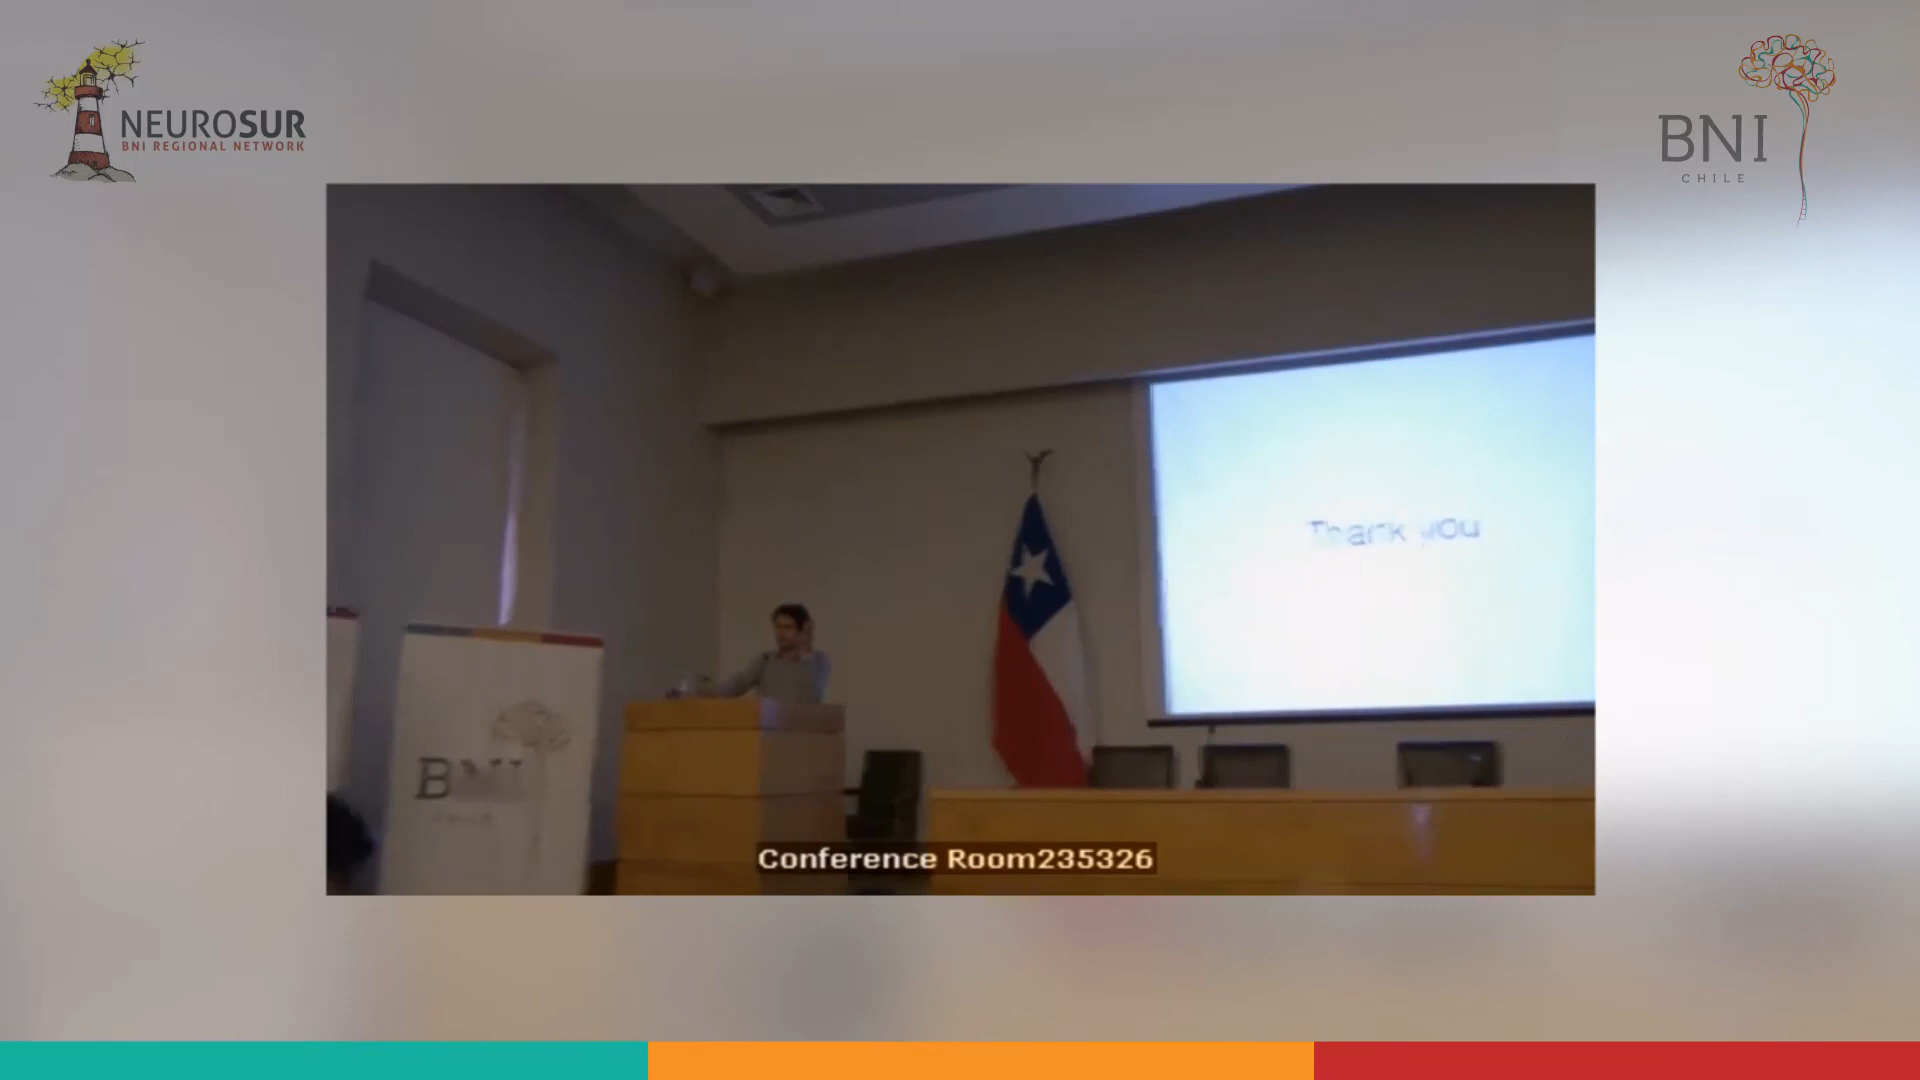 NEUROSUR
BNI REGIONAL NETWORK
BNI
CHILE
Thank you
BNI
Conference Room235326